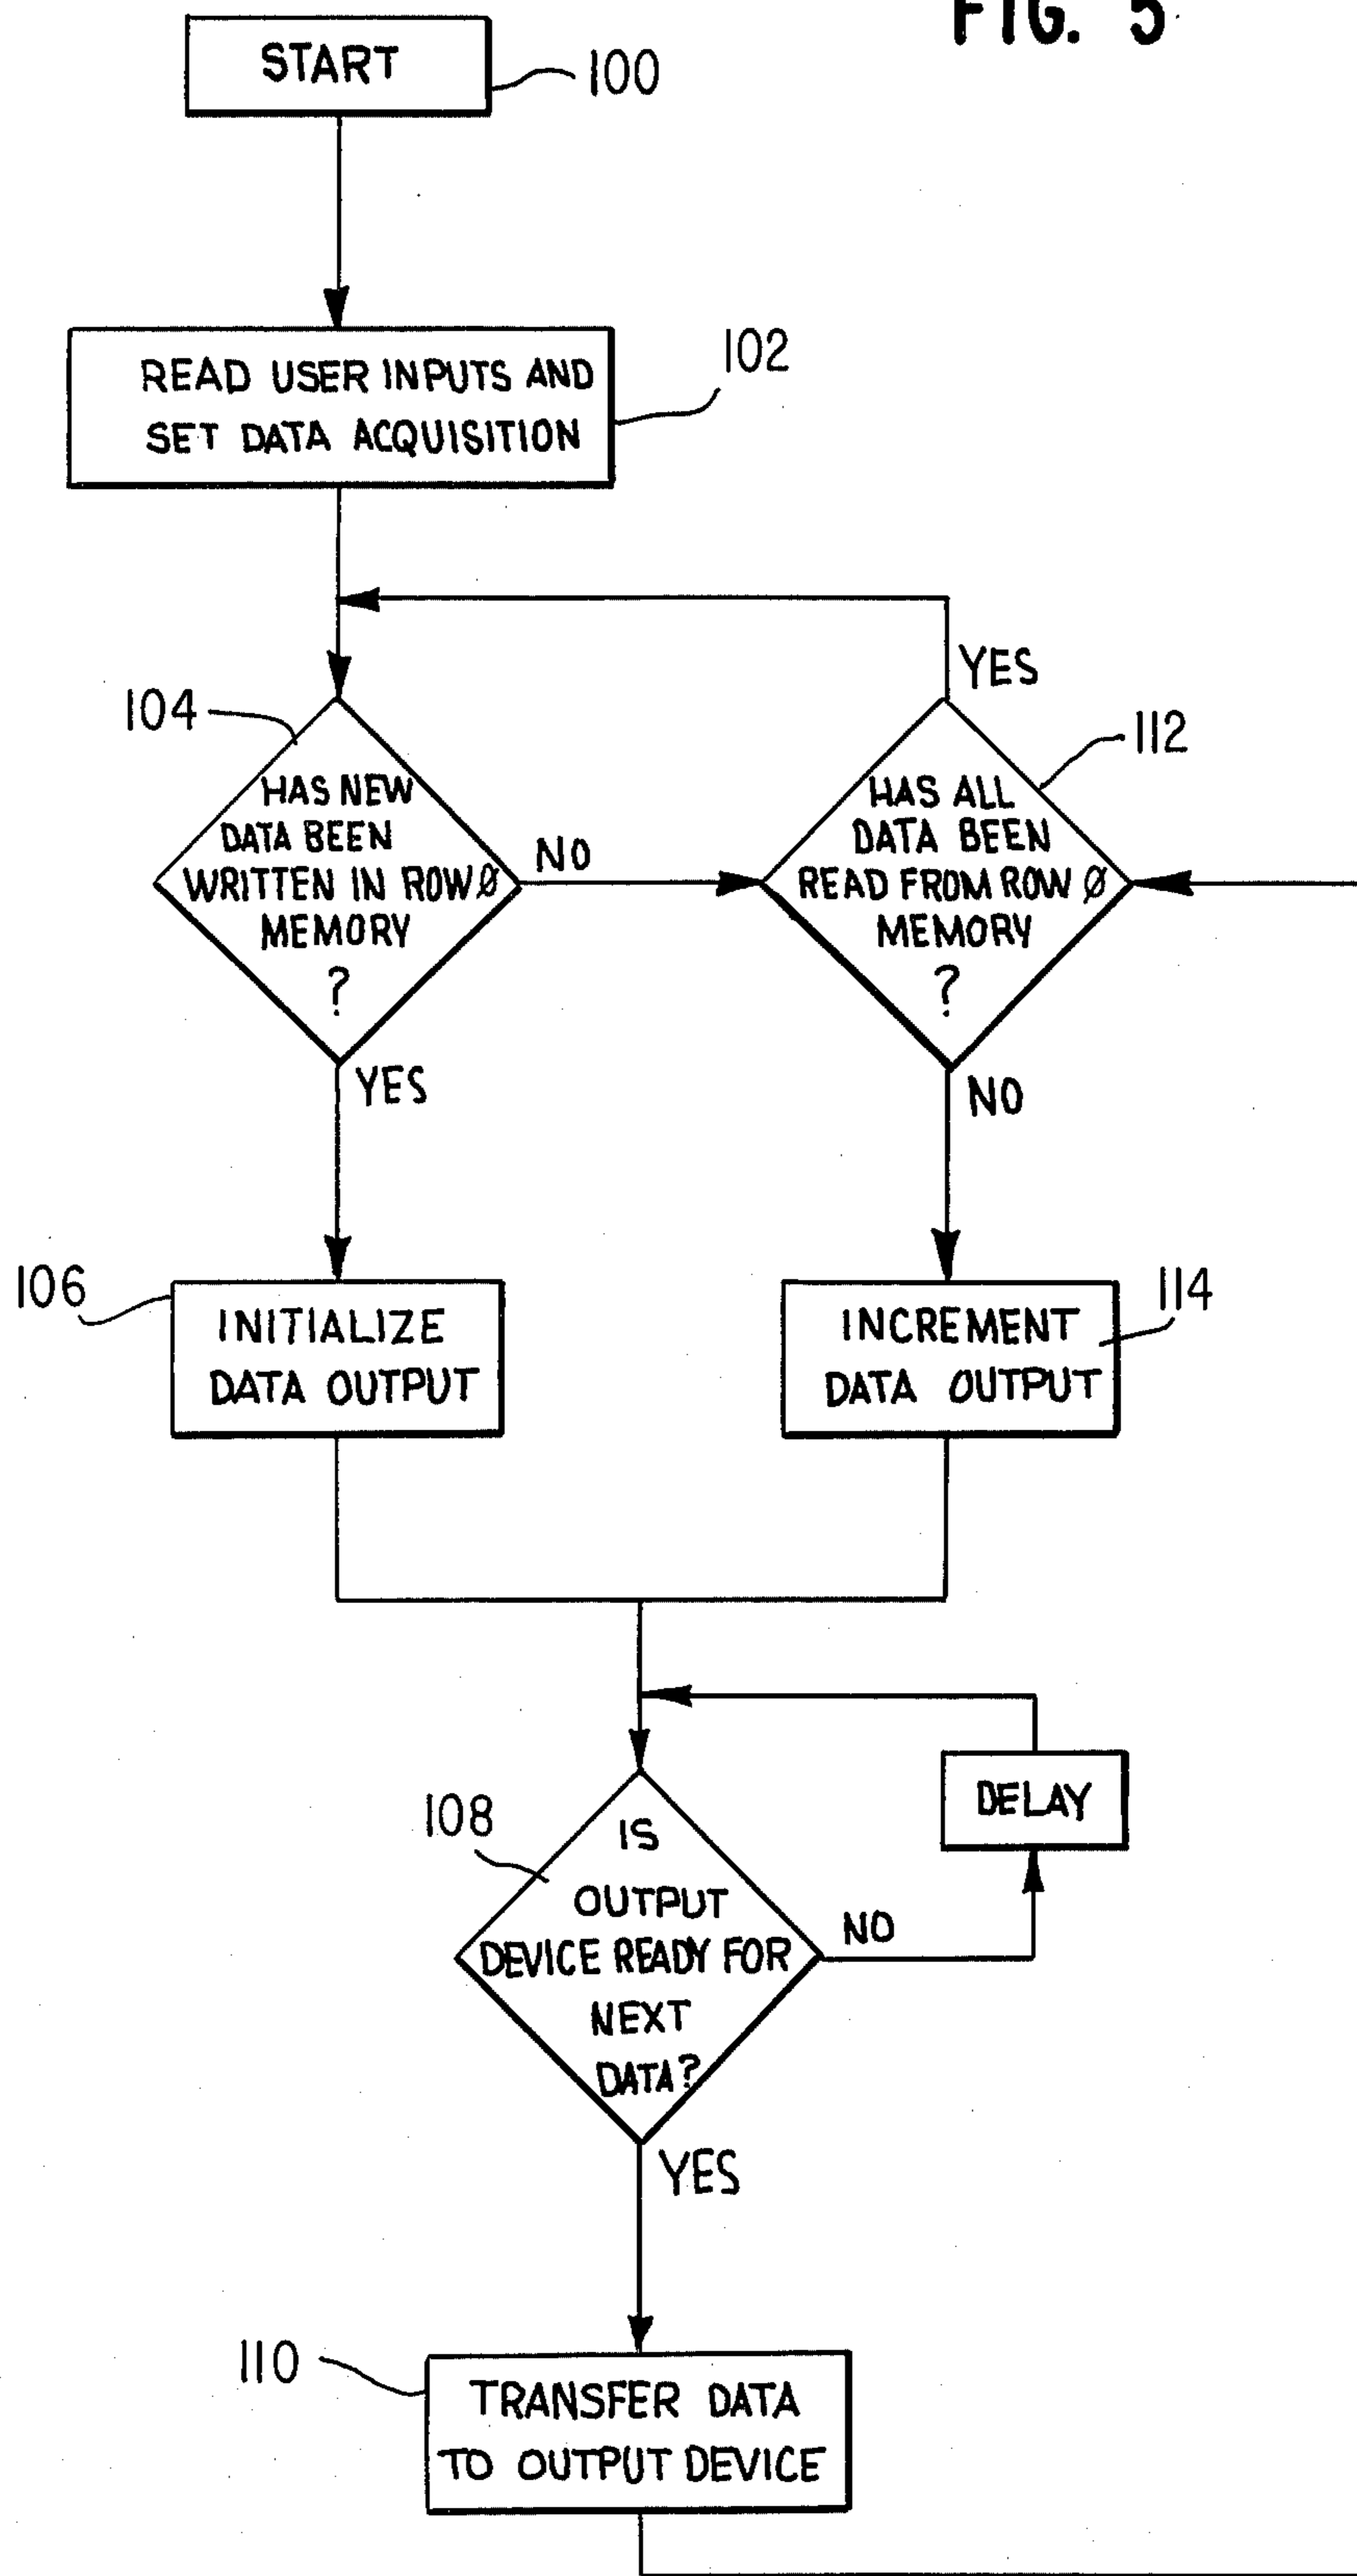 FIG. 5
START
100
READ USER INPUTS AND
SET DATA ACQUISITION
102
YES
104
112
HAS NEW
DATA BEEN
WRITTEN IN ROW Ø
MEMORY
?
NO
HAS ALL
DATA BEEN
READ FROM ROW Ø
MEMORY
?
YES
NO
106
INITIALIZE
DATA OUTPUT
INCREMENT
DATA OUTPUT
114
DELAY
108
IS
OUTPUT
DEVICE READY FOR
NEXT
DATA?
NO
YES
110
TRANSFER DATA
TO OUTPUT DEVICE